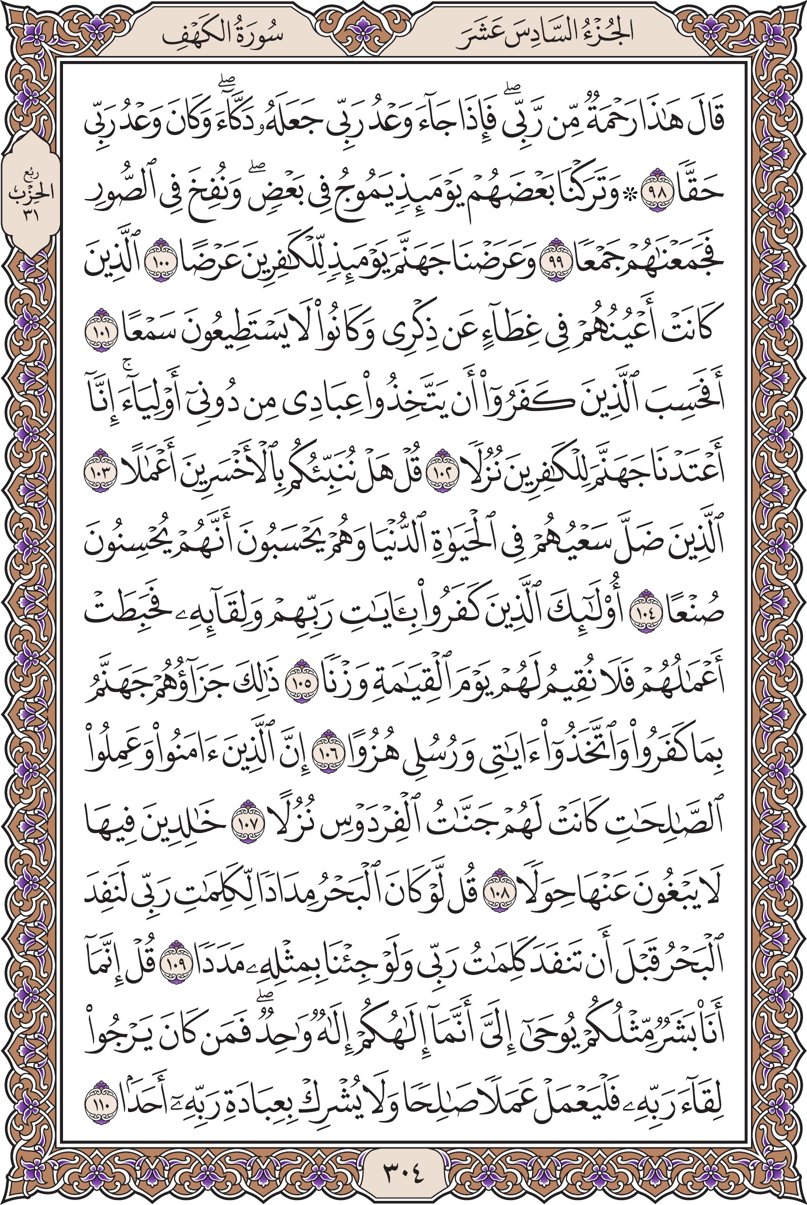 الجُزْءُ السَّادِسَ عَشَرَ
سُورَةُ الكَهْفِ
قَالَ هَٰذَا رَحْمَةٌ مِّن رَّبِّيۖ فَإِذَا جَآءَ وَعْدُ رَبِّي جَعَلَهُۥ دَكَّآءَۖ وَكَانَ وَعْدُ رَبِّي
حَقًّا ٩٨ ۞ وَتَرَكْنَا بَعْضَهُمْ يَوْمَئِذٍ يَمُوجُ فِي بَعْضٍۖ وَنُفِخَ فِي ٱلصُّورِ
فَجَمَعْنَٰهُمْ جَمْعًا ٩٩ وَعَرَضْنَا جَهَنَّمَ يَوْمَئِذٍ لِّلْكَٰفِرِينَ عَرْضًا ١٠٠ ٱلَّذِينَ
كَانَتْ أَعْيُنُهُمْ فِي غِطَآءٍ عَن ذِكْرِي وَكَانُوا۟ لَا يَسْتَطِيعُونَ سَمْعًا ١٠١
أَفَحَسِبَ ٱلَّذِينَ كَفَرُوٓا۟ أَن يَتَّخِذُوا۟ عِبَادِي مِن دُونِيٓ أَوْلِيَآءَۚ إِنَّآ
أَعْتَدْنَا جَهَنَّمَ لِلْكَٰفِرِينَ نُزُلًا ١٠٢ قُلْ هَلْ نُنَبِّئُكُم بِٱلْأَخْسَرِينَ أَعْمَٰلًا ١٠٣
ٱلَّذِينَ ضَلَّ سَعْيُهُمْ فِي ٱلْحَيَوٰةِ ٱلدُّنْيَا وَهُمْ يَحْسَبُونَ أَنَّهُمْ يُحْسِنُونَ
صُنْعًا ١٠٤ أُو۟لَٰٓئِكَ ٱلَّذِينَ كَفَرُوا۟ بِـَٔايَٰتِ رَبِّهِمْ وَلِقَآئِهِۦ فَحَبِطَتْ
أَعْمَٰلُهُمْ فَلَا نُقِيمُ لَهُمْ يَوْمَ ٱلْقِيَٰمَةِ وَزْنًا ١٠٥ ذَٰلِكَ جَزَآؤُهُمْ جَهَنَّمُ
بِمَا كَفَرُوا۟ وَٱتَّخَذُوٓا۟ ءَايَٰتِي وَرُسُلِي هُزُوًا ١٠٦ إِنَّ ٱلَّذِينَ ءَامَنُوا۟ وَعَمِلُوا۟
ٱلصَّٰلِحَٰتِ كَانَتْ لَهُمْ جَنَّٰتُ ٱلْفِرْدَوْسِ نُزُلًا ١٠٧ خَٰلِدِينَ فِيهَا
لَا يَبْغُونَ عَنْهَا حِوَلًا ١٠٨ قُل لَّوْ كَانَ ٱلْبَحْرُ مِدَادًا لِّكَلِمَٰتِ رَبِّي لَنَفِدَ
ٱلْبَحْرُ قَبْلَ أَن تَنفَدَ كَلِمَٰتُ رَبِّي وَلَوْ جِئْنَا بِمِثْلِهِۦ مَدَدًا ١٠٩ قُلْ إِنَّمَآ
أَنَا۠ بَشَرٌ مِّثْلُكُمْ يُوحَىٰٓ إِلَيَّ أَنَّمَآ إِلَٰهُكُمْ إِلَٰهٌ وَٰحِدٌۖ فَمَن كَانَ يَرْجُوا۟
لِقَآءَ رَبِّهِۦ فَلْيَعْمَلْ عَمَلًا صَٰلِحًا وَلَا يُشْرِكْ بِعِبَادَةِ رَبِّهِۦٓ أَحَدًۢا ١١٠
رُبْع
الحِزْبُ
٣١
٣٠٤